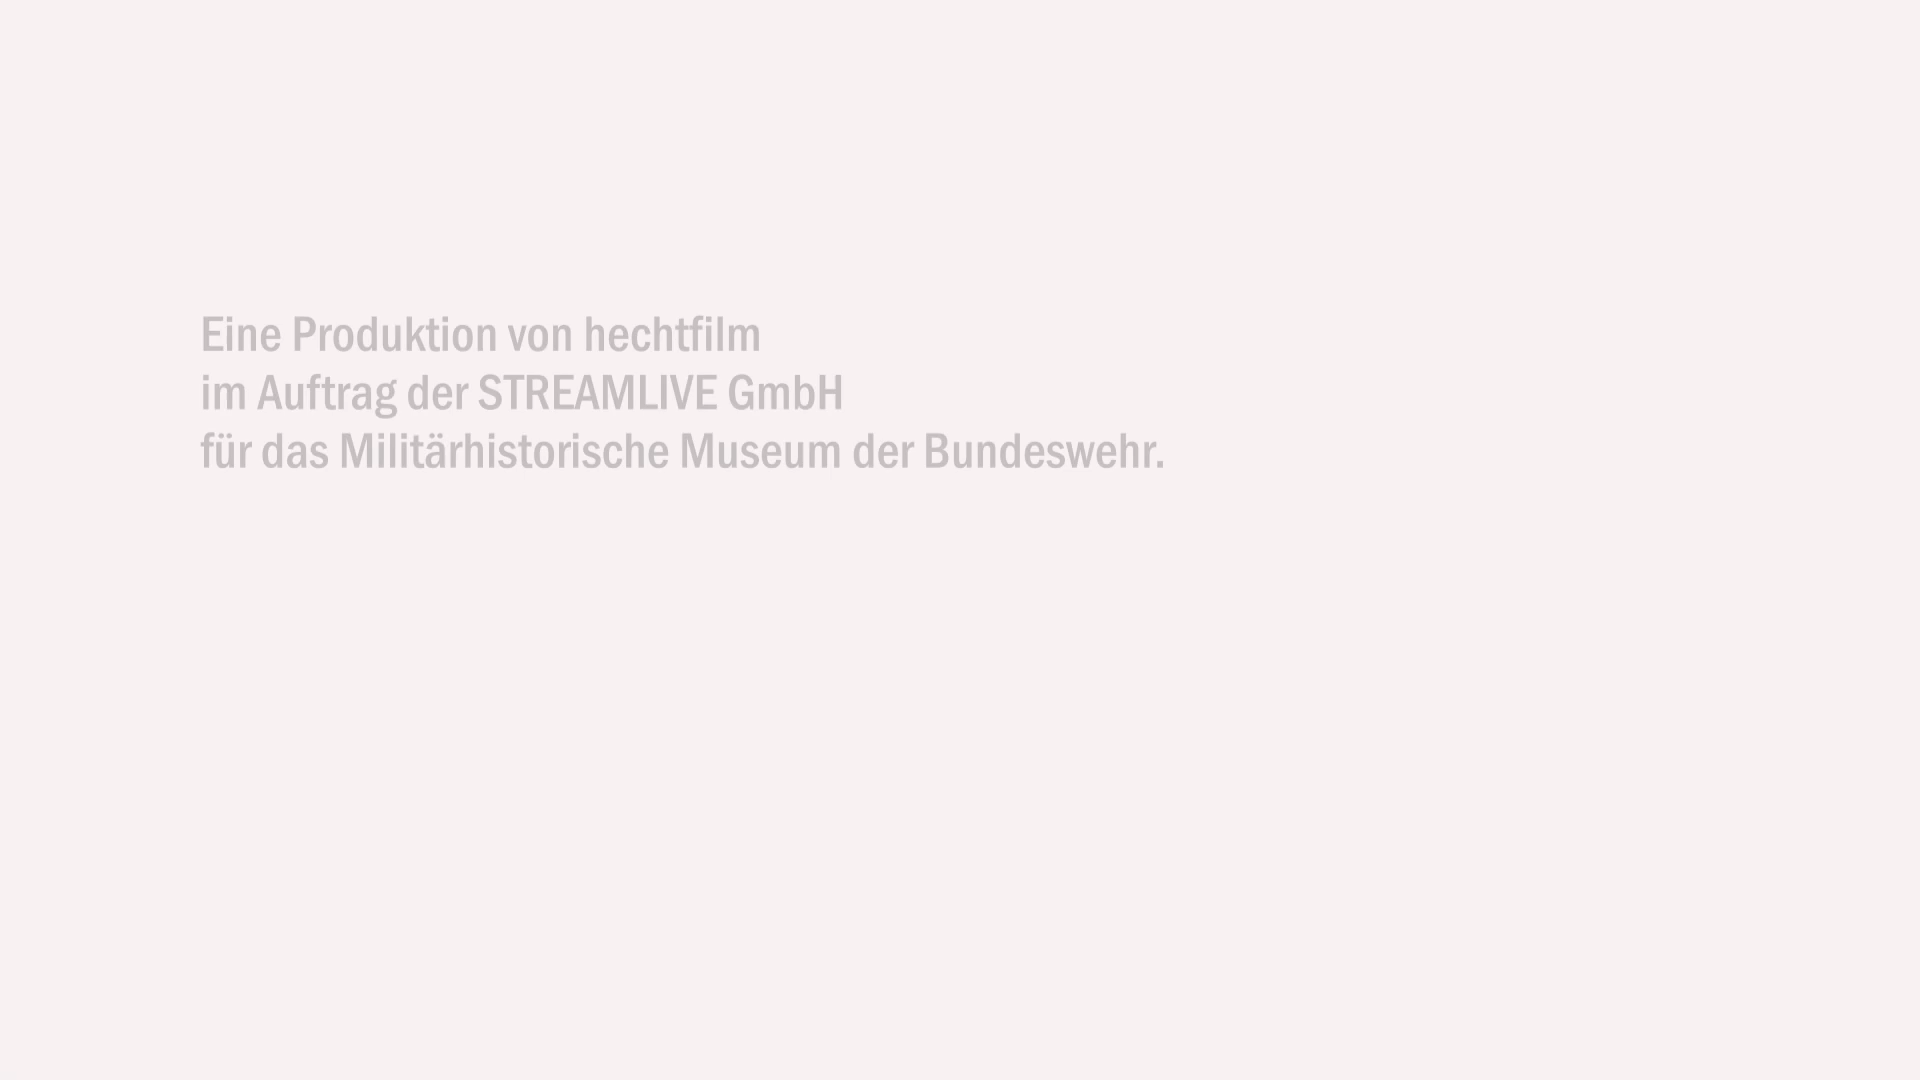 Eine Produktion von hechtfilm
im Auftrag der STREAMLIVE GmbH
für das Militärhistorische Museum der Bundeswehr.